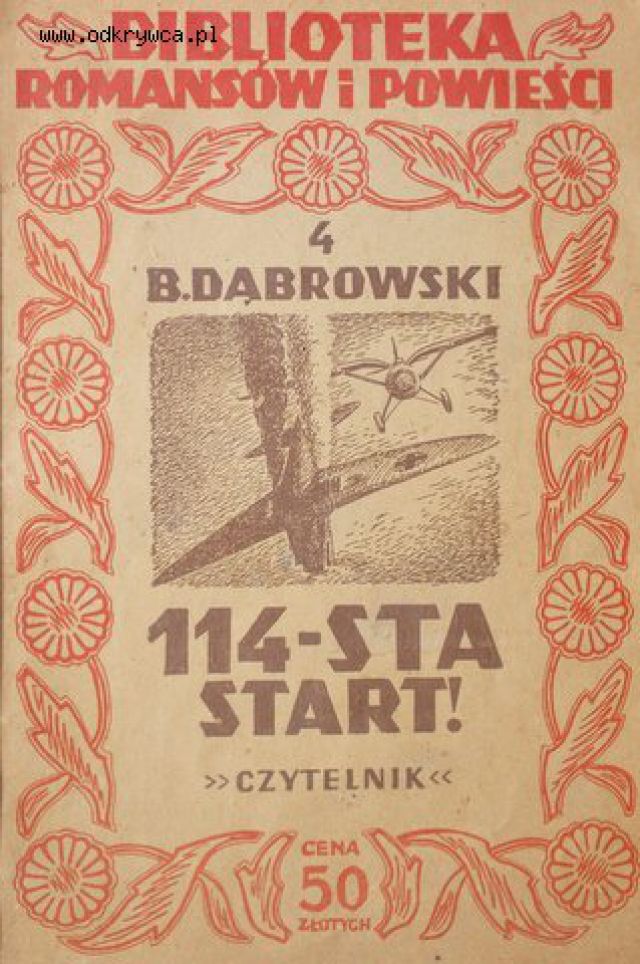 www.odkrywca.pl
BIBLIOTEKA
ROMANSÓW i POWIEŚCI
4
B.DĄBROWSKI
114-STA
START!
»CZYTELNIK«
CENA
50
ZŁOTYCH